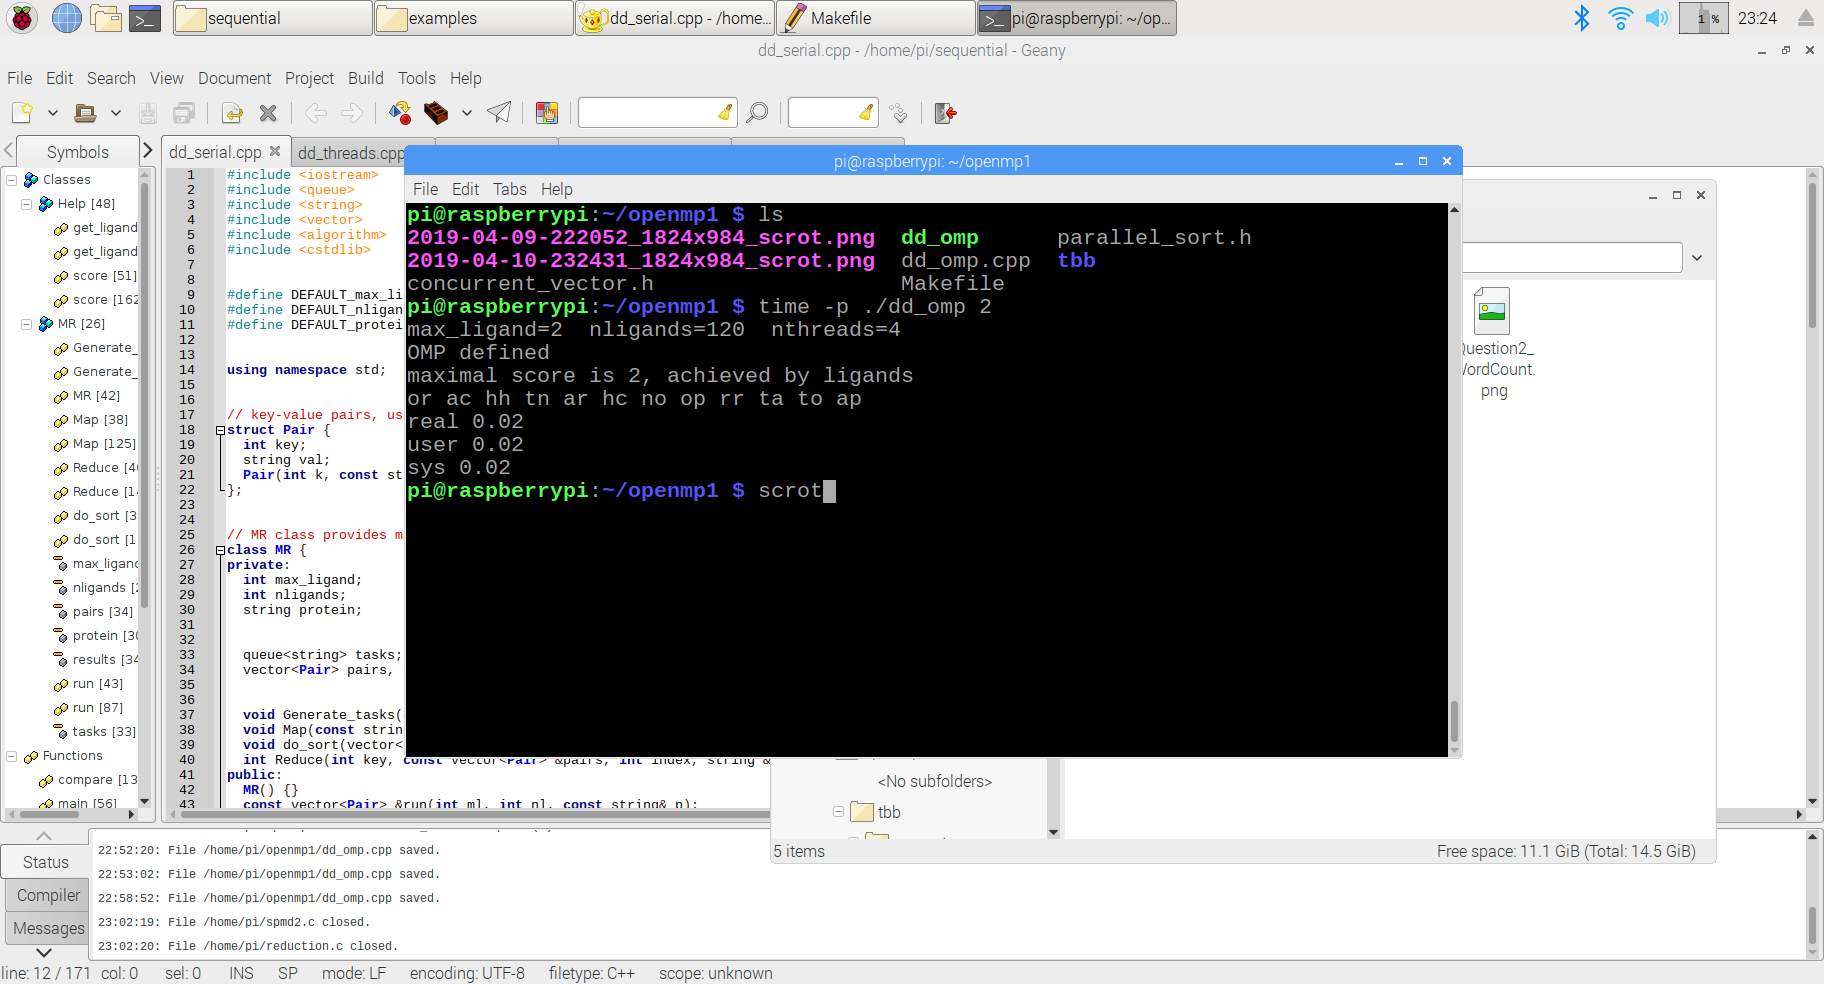 sequential
examples
dd_serial.cpp - /home...
Makefile
pi@raspberrypi: ~/op...
1 %
23:24
dd_serial.cpp - /home/pi/sequential - Geany
File Edit Search View Document Project Build Tools Help
Symbols
dd_serial.cpp
dd_threads.cpp
Classes
Help [48]
get_ligand
get_ligand
score [51]
score [162
MR [26]
Generate_
Generate_
MR [42]
Map [38]
Map [125]
Reduce [40
Reduce [14
do_sort [3
do_sort [1
max_ligand
nligands [2
pairs [34]
protein [30
results [34
run [43]
run [87]
tasks [33]
Functions
compare [13
main [56]
1 #include <iostream>
2 #include <queue>
3 #include <string>
4 #include <vector>
5 #include <algorithm>
6 #include <cstdlib>
7
8
9 #define DEFAULT_max_li
10 #define DEFAULT_nligan
11 #define DEFAULT_protei
12
13
14 using namespace std;
15
16
17 // key-value pairs, us
18 struct Pair {
19 int key;
20 string val;
21 Pair(int k, const st
22 };
23
24
25 // MR class provides m
26 class MR {
27 private:
28 int max_ligand;
29 int nligands;
30 string protein;
31
32
33 queue<string> tasks;
34 vector<Pair> pairs,
35
36
37 void Generate_tasks(
38 void Map(const strin
39 void do_sort(vector<
40 int Reduce(int key, const vector<Pair> &pairs, int index, string &
41 public:
42 MR() {}
43 const vector<Pair> &run(int ml, int nl, const string& p);
pi@raspberrypi: ~/openmp1
File Edit Tabs Help
pi@raspberrypi:~/openmp1 $ ls
2019-04-09-222052_1824x984_scrot.png dd_omp parallel_sort.h
2019-04-10-232431_1824x984_scrot.png dd_omp.cpp tbb
concurrent_vector.h Makefile
pi@raspberrypi:~/openmp1 $ time -p ./dd_omp 2
max_ligand=2 nligands=120 nthreads=4
OMP defined
maximal score is 2, achieved by ligands
or ac hh tn ar hc no op rr ta to ap
real 0.02
user 0.02
sys 0.02
pi@raspberrypi:~/openmp1 $ scrot
Question2_
WordCount.
png
<No subfolders>
tbb
5 items
Free space: 11.1 GiB (Total: 14.5 GiB)
Status
Compiler
Messages
22:52:20: File /home/pi/openmp1/dd_omp.cpp saved.
22:53:02: File /home/pi/openmp1/dd_omp.cpp saved.
22:58:52: File /home/pi/openmp1/dd_omp.cpp saved.
23:02:19: File /home/pi/spmd2.c closed.
23:02:20: File /home/pi/reduction.c closed.
line: 12 / 171 col: 0 sel: 0 INS SP mode: LF encoding: UTF-8 filetype: C++ scope: unknown